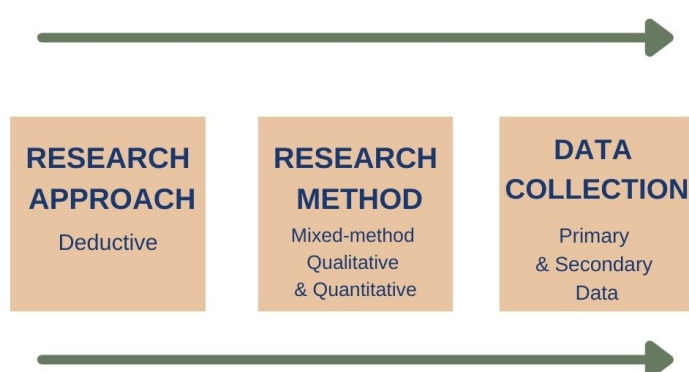 RESEARCH
APPROACH
Deductive
RESEARCH
METHOD
Mixed-method
Qualitative
& Quantitative
DATA
COLLECTION
Primary
& Secondary
Data